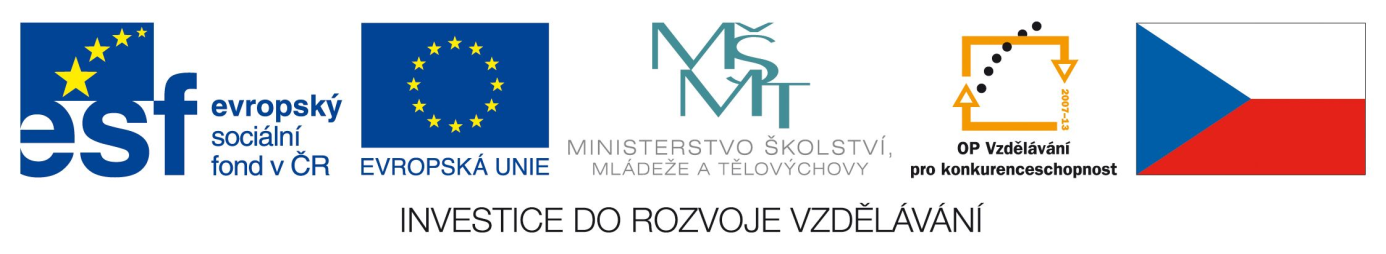 esf
evropský
sociální
fond v ČR
EVROPSKÁ UNIE
MŠMT
MINISTERSTVO ŠKOLSTVÍ,
MLÁDEŽE A TĚLOVÝCHOVY
2007-13
OP Vzdělávání
pro konkurenceschopnost
INVESTICE DO ROZVOJE VZDĚLÁVÁNÍ